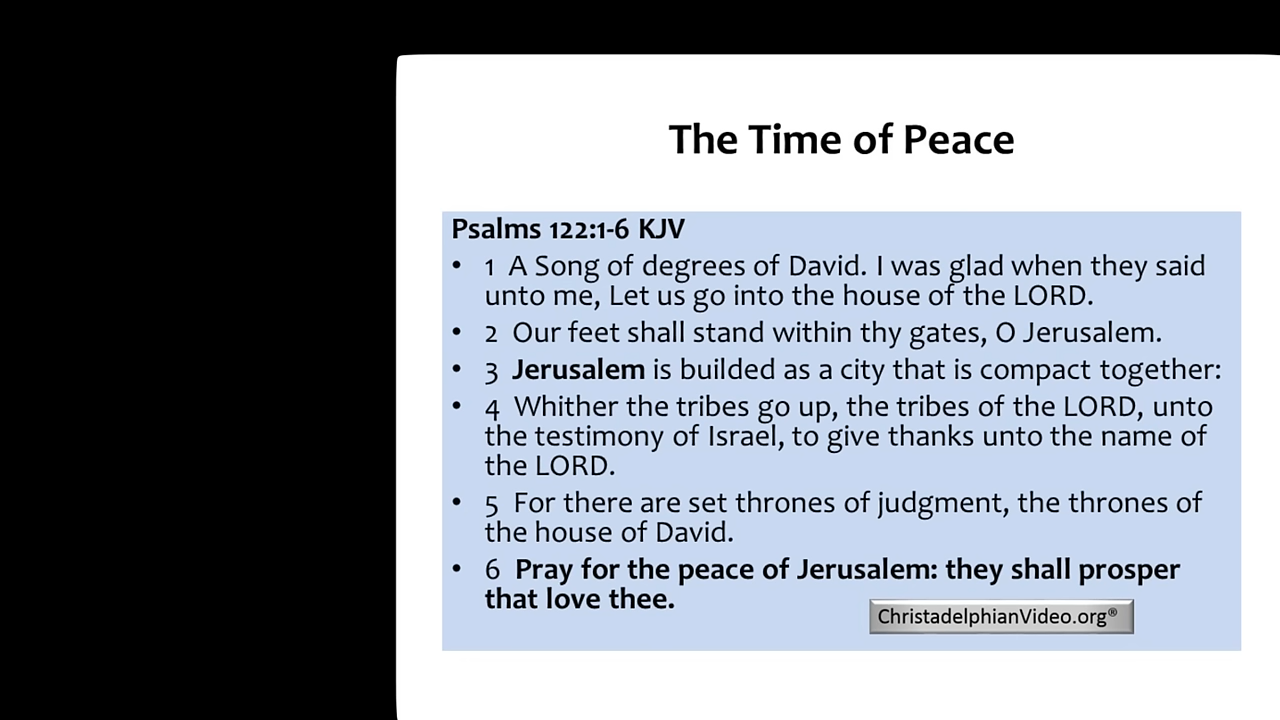 The Time of Peace
Psalms 122:1-6 KJV
• 1 A Song of degrees of David. I was glad when they said
unto me, Let us go into the house of the LORD.
• 2 Our feet shall stand within thy gates, O Jerusalem.
• 3 Jerusalem is builded as a city that is compact together:
• 4 Whither the tribes go up, the tribes of the LORD, unto
the testimony of Israel, to give thanks unto the name of
the LORD.
• 5 For there are set thrones of judgment, the thrones of
the house of David.
• 6 Pray for the peace of Jerusalem: they shall prosper
that love thee.
ChristadelphianVideo.org®